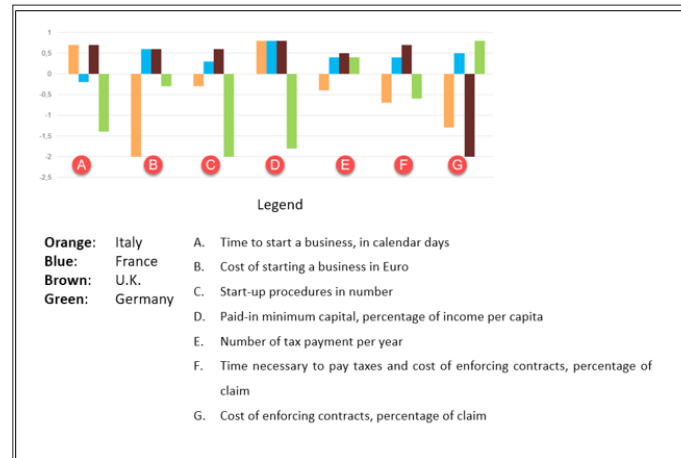 1
0,5
0
-0,5
-1
-1,5
-2
-2,5
A B C D E F G
Legend
Orange: Italy
Blue: France
Brown: U.K.
Green: Germany
A. Time to start a business, in calendar days
B. Cost of starting a business in Euro
C. Start-up procedures in number
D. Paid-in minimum capital, percentage of income per capita
E. Number of tax payment per year
F. Time necessary to pay taxes and cost of enforcing contracts, percentage of
claim
G. Cost of enforcing contracts, percentage of claim